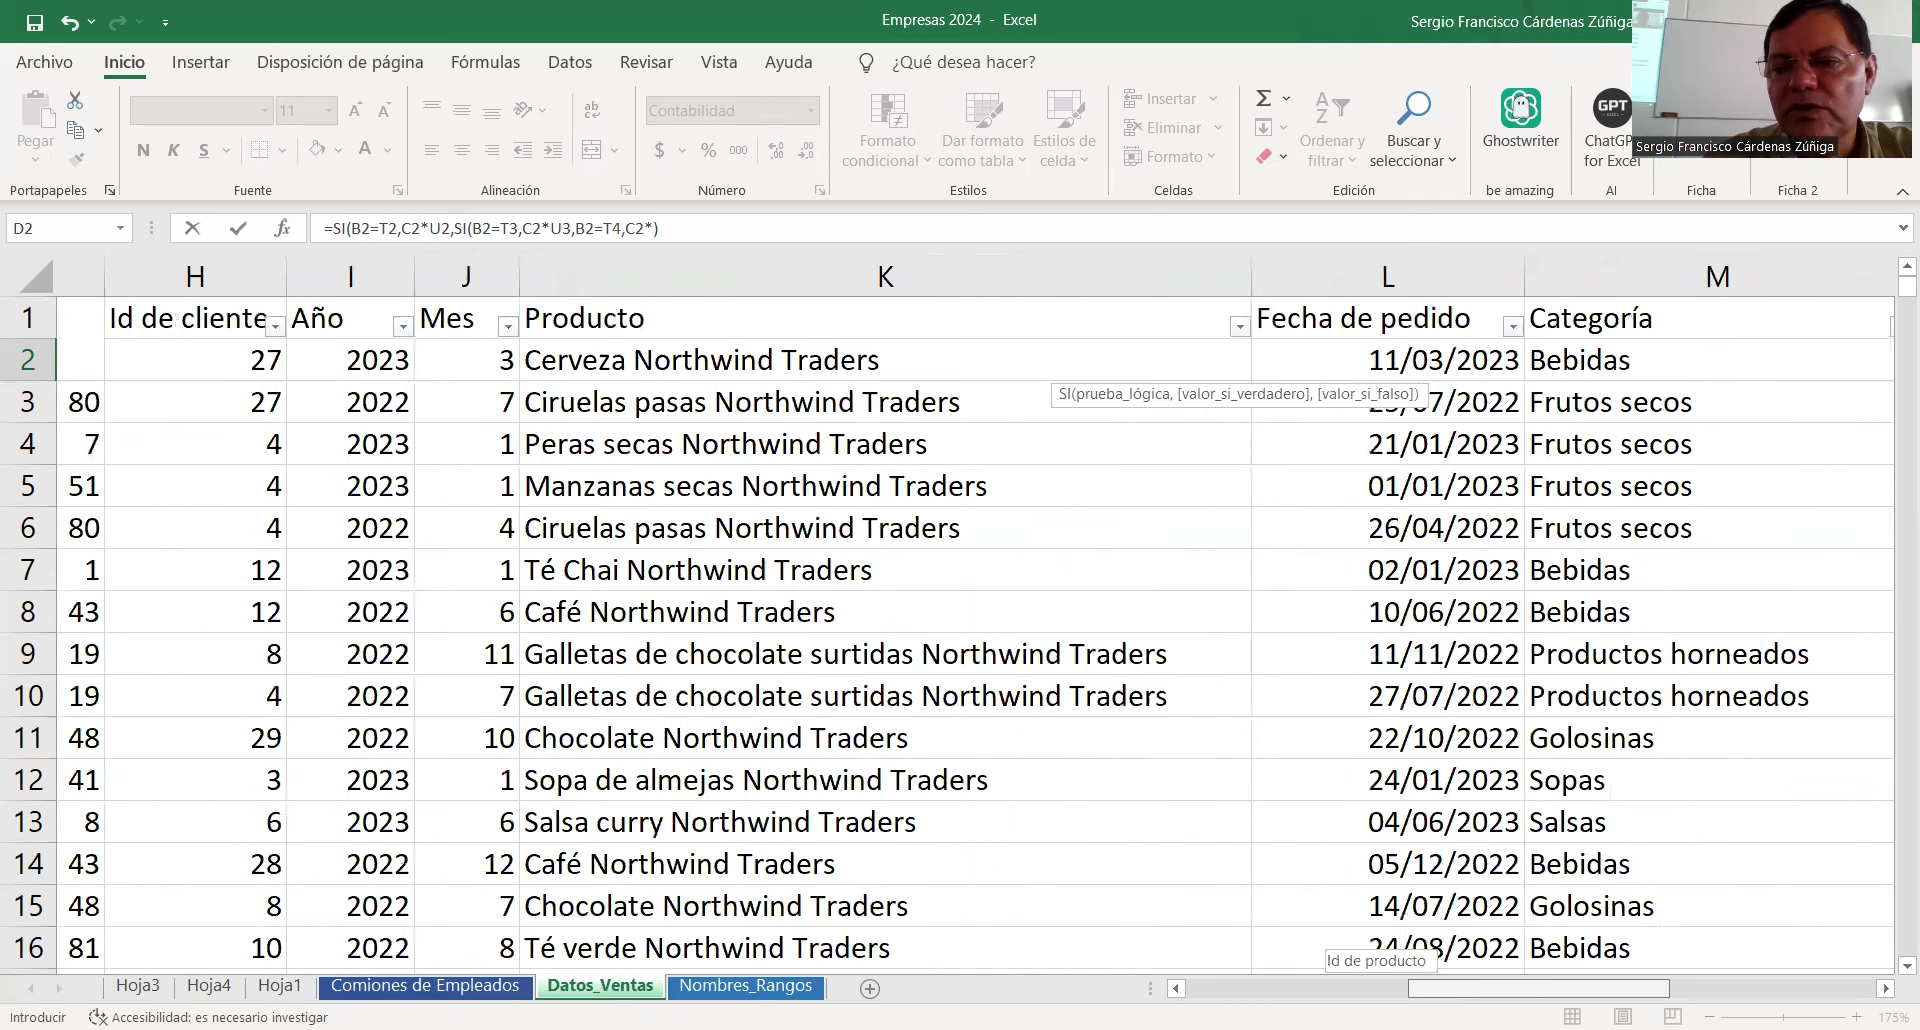 Empresas 2024 - Excel
Sergio Francisco Cárdenas Zúñiga
Archivo Inicio Insertar Disposición de página Fórmulas Datos Revisar Vista Ayuda ¿Qué desea hacer?
Pegar
11
N K S A
ab
Contabilidad
$ % 000
Formato condicional
Dar formato como tabla
Estilos de celda
Insertar
Eliminar
Formato
Σ
Ordenar y filtrar
Buscar y seleccionar
Ghostwriter
GPT
ChatGPT for Excel
Sergio Francisco Cárdenas Zúñiga
Portapapeles Fuente Alineación Número Estilos Celdas Edición be amazing AI Ficha Ficha 2
D2 fx =SI(B2=T2,C2*U2,SI(B2=T3,C2*U3,B2=T4,C2*)
H I J K L M
1 Id de cliente Año Mes Producto Fecha de pedido Categoría
2 27 2023 3 Cerveza Northwind Traders 11/03/2023 Bebidas
SI(prueba_lógica, [valor_si_verdadero], [valor_si_falso])
3 80 27 2022 7 Ciruelas pasas Northwind Traders /2022 Frutos secos
4 7 4 2023 1 Peras secas Northwind Traders 21/01/2023 Frutos secos
5 51 4 2023 1 Manzanas secas Northwind Traders 01/01/2023 Frutos secos
6 80 4 2022 4 Ciruelas pasas Northwind Traders 26/04/2022 Frutos secos
7 1 12 2023 1 Té Chai Northwind Traders 02/01/2023 Bebidas
8 43 12 2022 6 Café Northwind Traders 10/06/2022 Bebidas
9 19 8 2022 11 Galletas de chocolate surtidas Northwind Traders 11/11/2022 Productos horneados
10 19 4 2022 7 Galletas de chocolate surtidas Northwind Traders 27/07/2022 Productos horneados
11 48 29 2022 10 Chocolate Northwind Traders 22/10/2022 Golosinas
12 41 3 2023 1 Sopa de almejas Northwind Traders 24/01/2023 Sopas
13 8 6 2023 6 Salsa curry Northwind Traders 04/06/2023 Salsas
14 43 28 2022 12 Café Northwind Traders 05/12/2022 Bebidas
15 48 8 2022 7 Chocolate Northwind Traders 14/07/2022 Golosinas
16 81 10 2022 8 Té verde Northwind Traders 24/08/2022 Bebidas
Id de producto
Hoja3 Hoja4 Hoja1 Comiones de Empleados Datos_Ventas Nombres_Rangos
Introducir Accesibilidad: es necesario investigar 175%